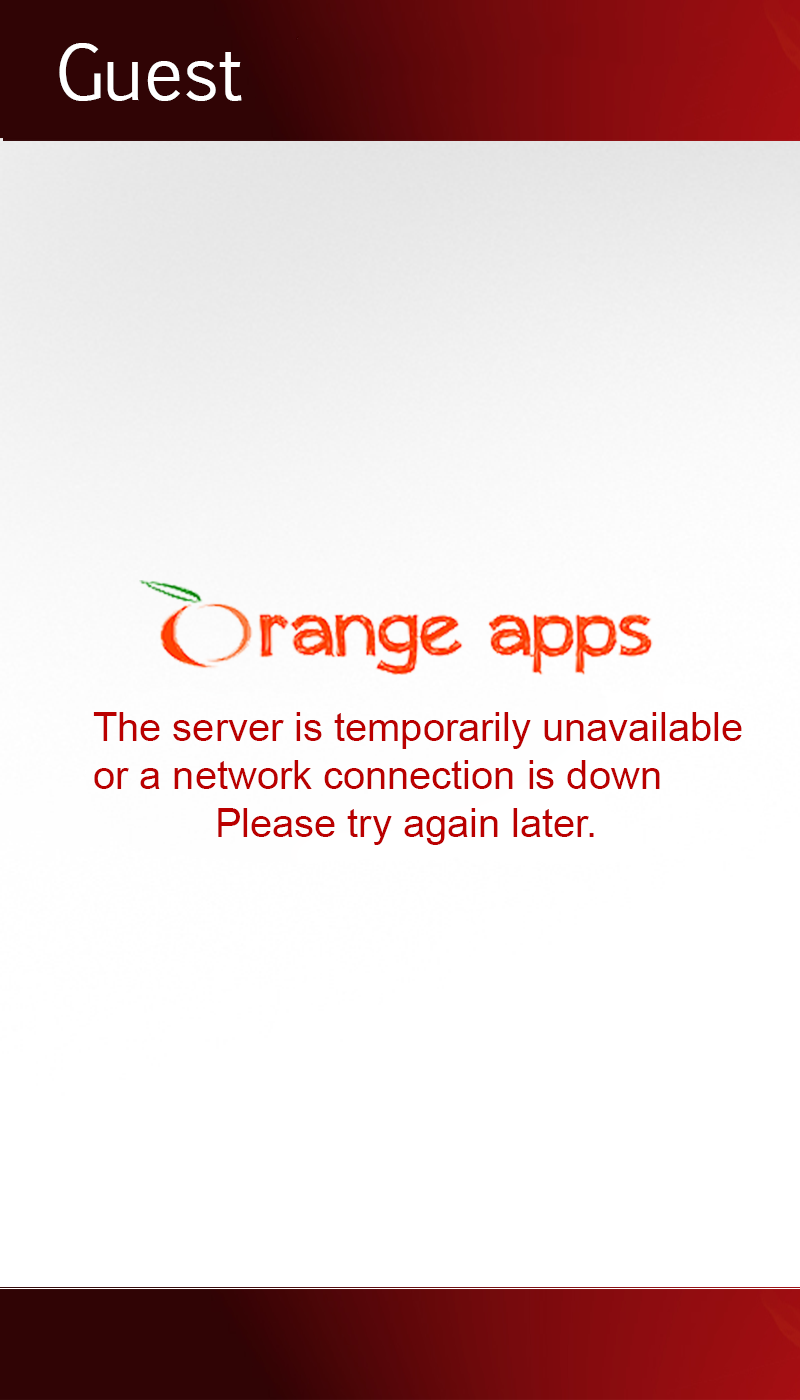 Guest
Orange apps
The server is temporarily unavailable
or a network connection is down
Please try again later.